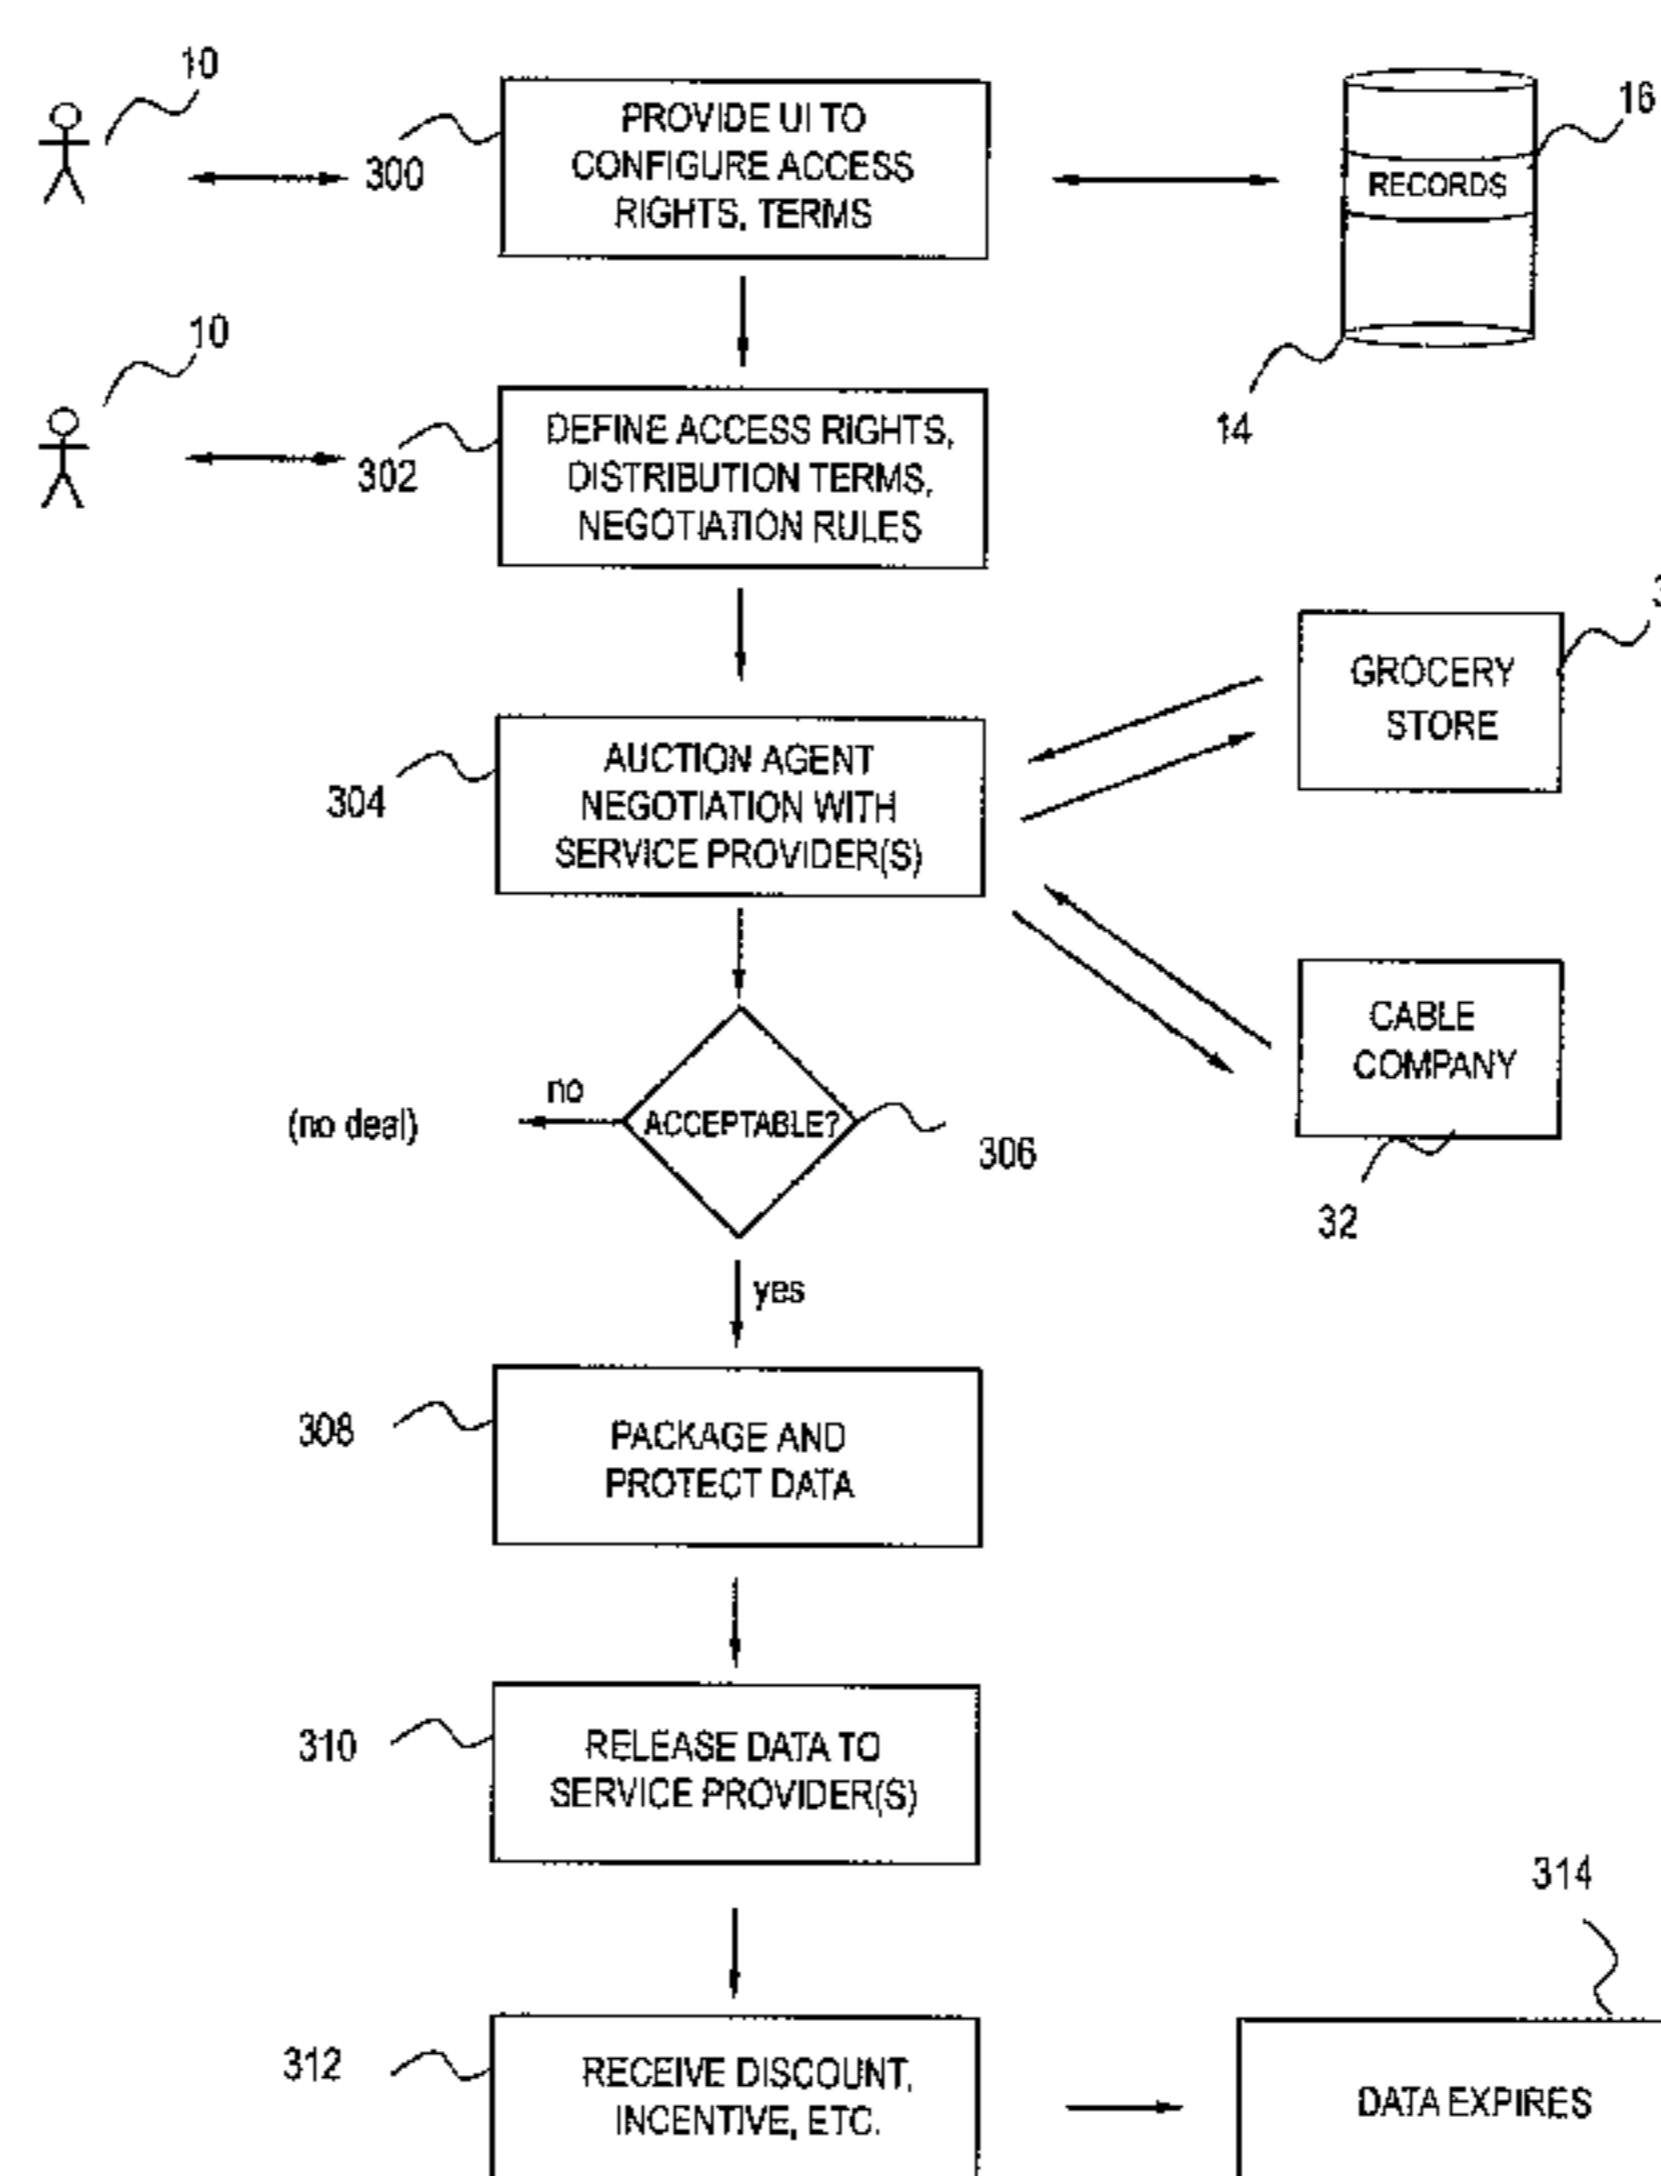 10
PROVIDE UI TO
CONFIGURE ACCESS
RIGHTS, TERMS
300
16
RECORDS
14
10
DEFINE ACCESS RIGHTS,
DISTRIBUTION TERMS,
NEGOTIATION RULES
302
GROCERY
STORE
AUCTION AGENT
NEGOTIATION WITH
SERVICE PROVIDER(S)
304
CABLE
COMPANY
32
no
(no deal)
ACCEPTABLE?
306
yes
308
PACKAGE AND
PROTECT DATA
310
RELEASE DATA TO
SERVICE PROVIDER(S)
314
312
RECEIVE DISCOUNT,
INCENTIVE, ETC.
DATA EXPIRES